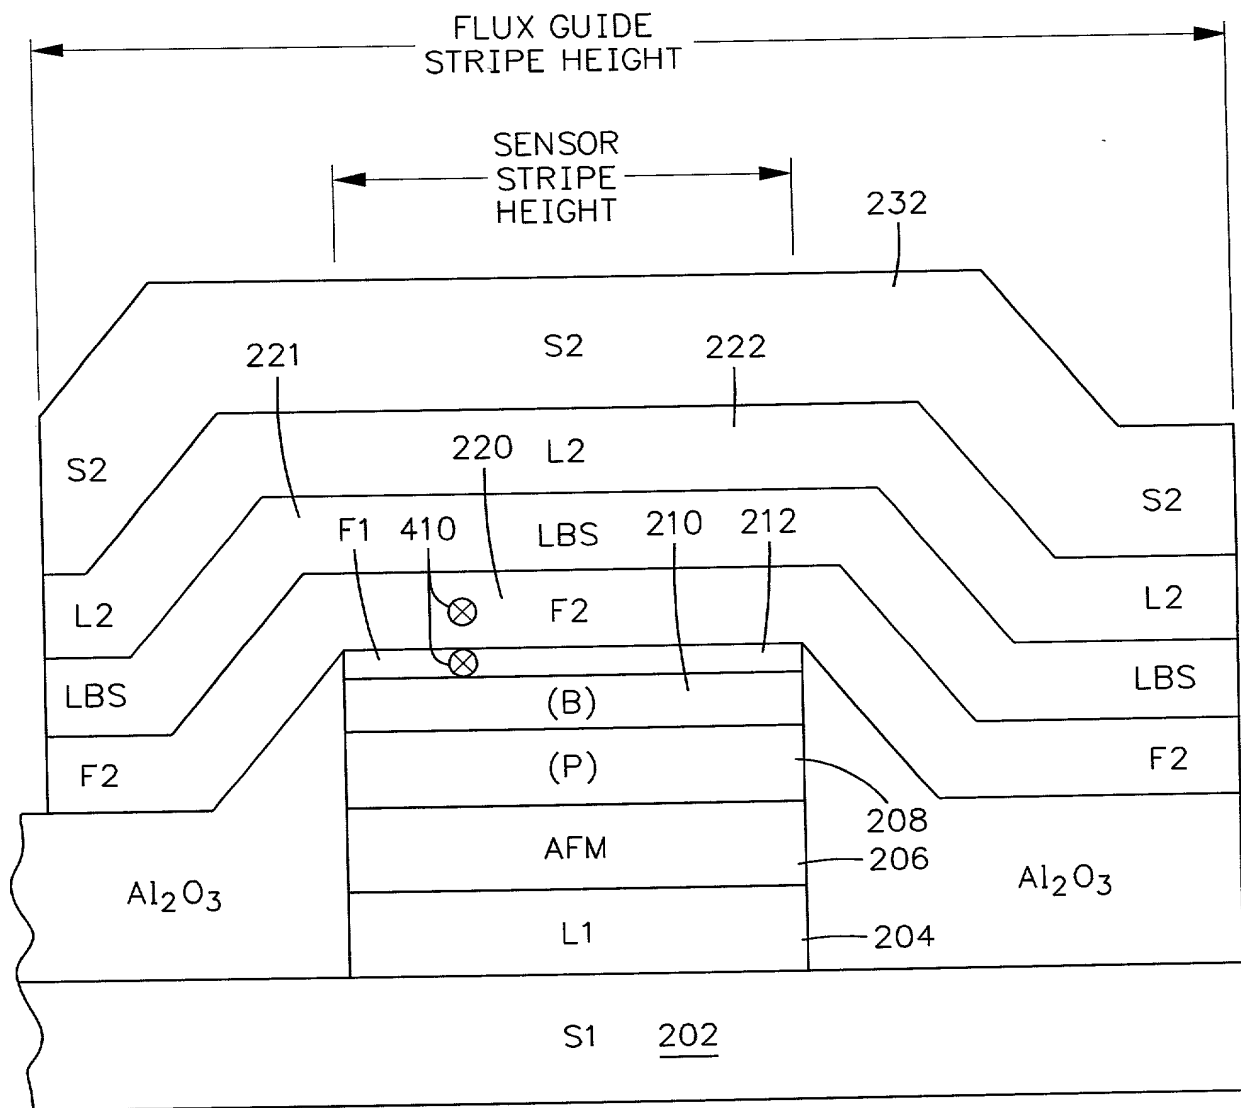 FLUX GUIDE
STRIPE HEIGHT
SENSOR
STRIPE
HEIGHT
232
S2
221
222
L2
S2
220
S2
F1
410
LBS
210
212
L2
F2
L2
LBS
LBS
(B)
F2
(P)
F2
208
AFM
206
Al₂O₃
Al₂O₃
L1
204
S1 202